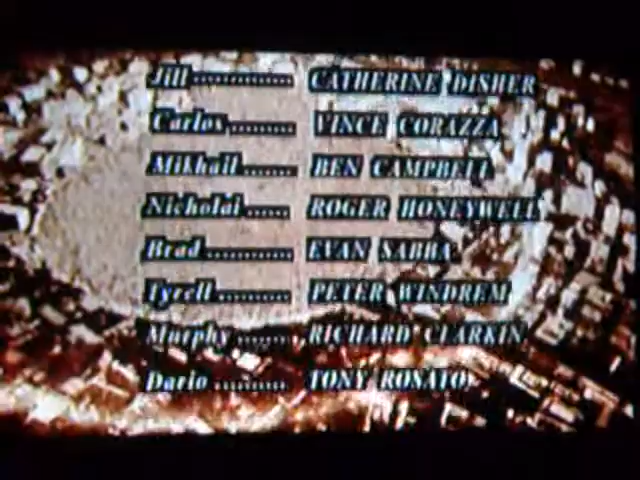 Jill ............. CATHERINE DISHER
Carlos ......... VINCE CORAZZA
Mikhail ....... BEN CAMPBELL
Nicholai ...... ROGER HONEYWELL
Brad ............ EVAN SABBA
Tyrell .......... PETER WINDREM
Murphy ....... RICHARD CLARKIN
Dario .......... TONY ROSATO